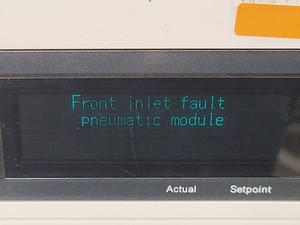 Front inlet fault
pneumatic module
Actual Setpoint